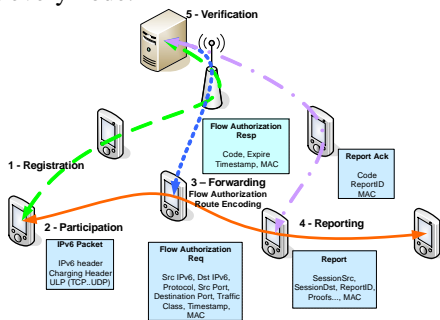 5 - Verification
Flow Authorization
Resp
Code, Expire
Timestamp, MAC
1 - Registration
3 – Forwarding
Flow Authorization
Route Encoding
Report Ack
Code
ReportID
MAC
2 - Participation
4 - Reporting
IPv6 Packet
IPv6 header
Charging Header
ULP (TCP..UDP)
Flow Authorization
Req
Src IPv6, Dst IPv6,
Protocol, Src Port,
Destination Port, Traffic
Class, Timestamp,
MAC
Report
SessionSrc,
SessionDst, ReportID,
Proofs..., MAC